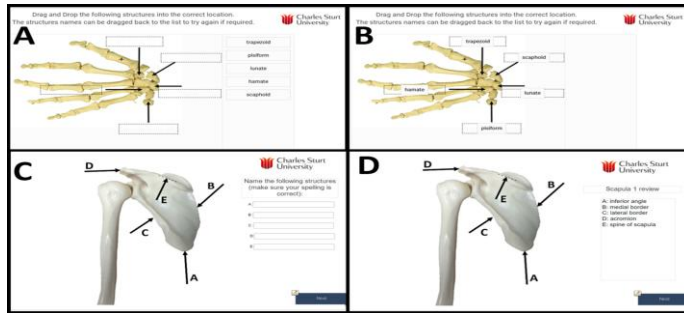 Drag and Drop the following structures into the correct location.
The structures names can be dragged back to the list to try again if required.
Charles Sturt
University
A
trapezoid
pisiform
lunate
hamate
scaphoid
Drag and Drop the following structures into the correct location.
The structures names can be dragged back to the list to try again if required.
Charles Sturt
University
B
trapezoid
scaphoid
hamate
lunate
pisiform
C
Charles Sturt
University
D
B
E
C
A
Name the following structures
(make sure your spelling is
correct):
A
B
C
D
E
Next
D
Charles Sturt
University
D
B
E
C
A
Scapula 1 review
A: inferior angle
B: medial border
C: lateral border
D: acromion
E: spine of scapula
Next